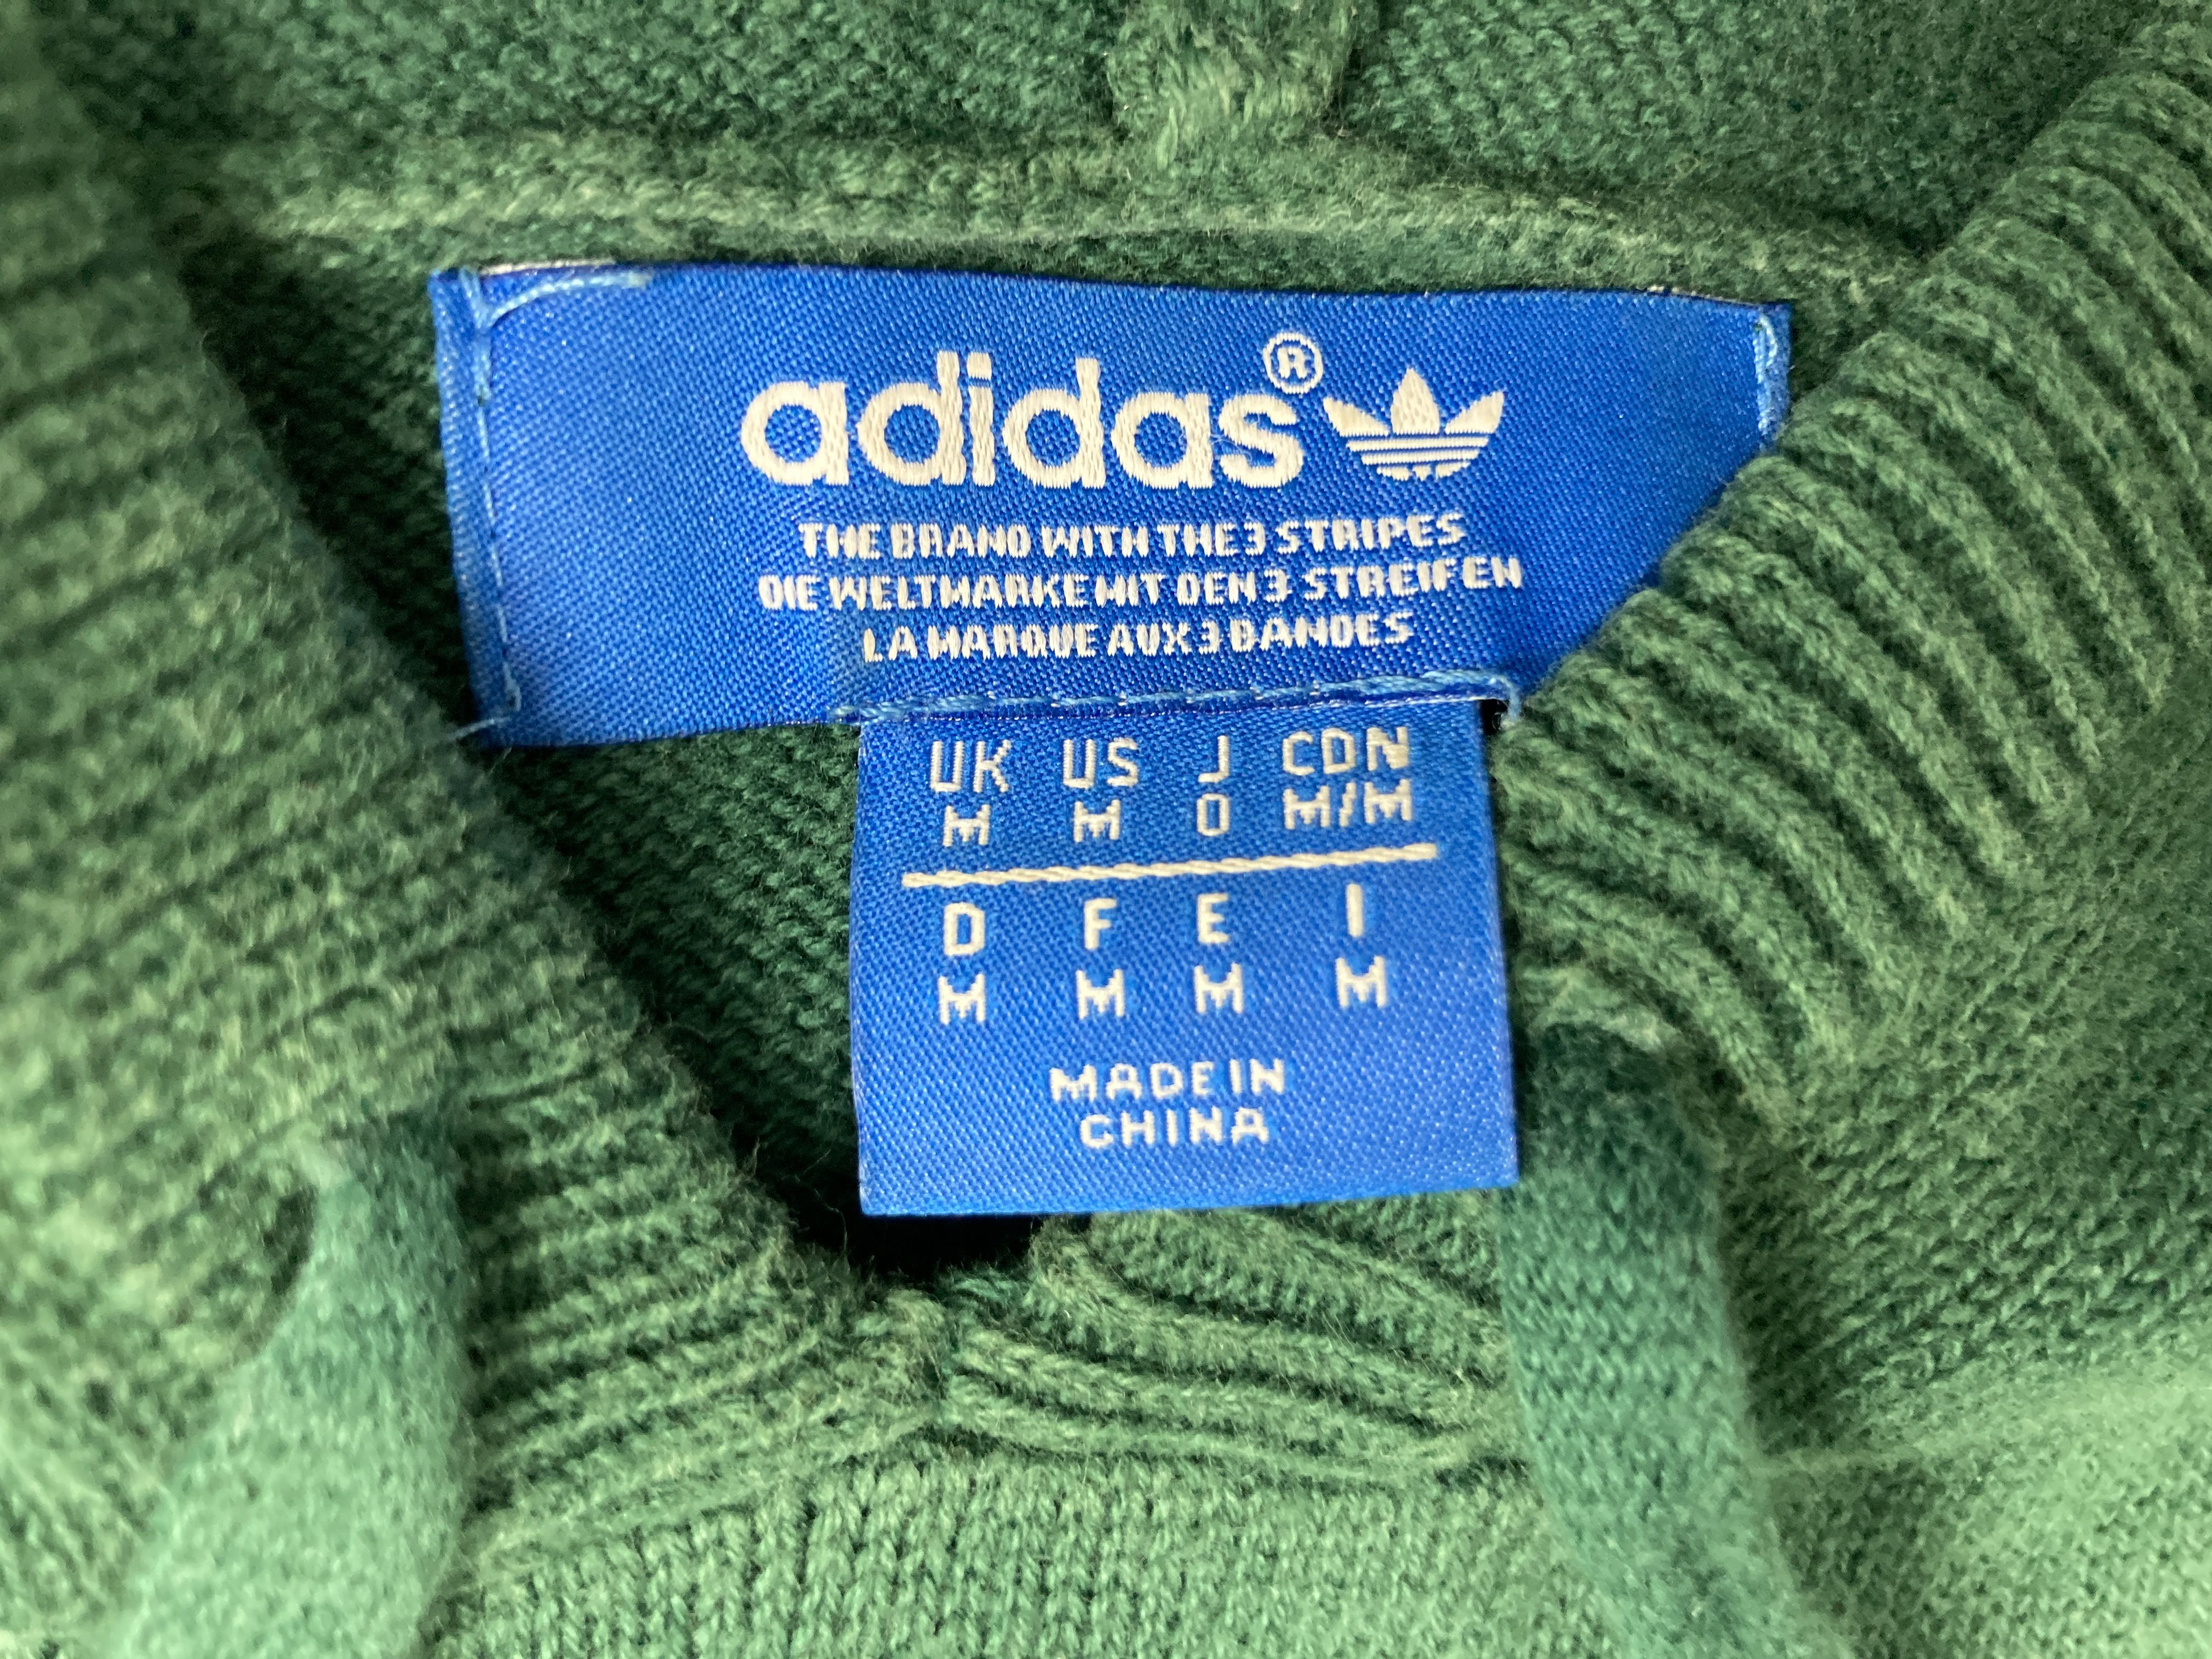 adidas®
THE BRAND WITH THE 3 STRIPES
DIE WELTMARKE MIT DEN 3 STREIFEN
LA MARQUE AUX 3 BANDES
UK US J CDN
M M O M/M
D F E I
M M M M
MADE IN
CHINA